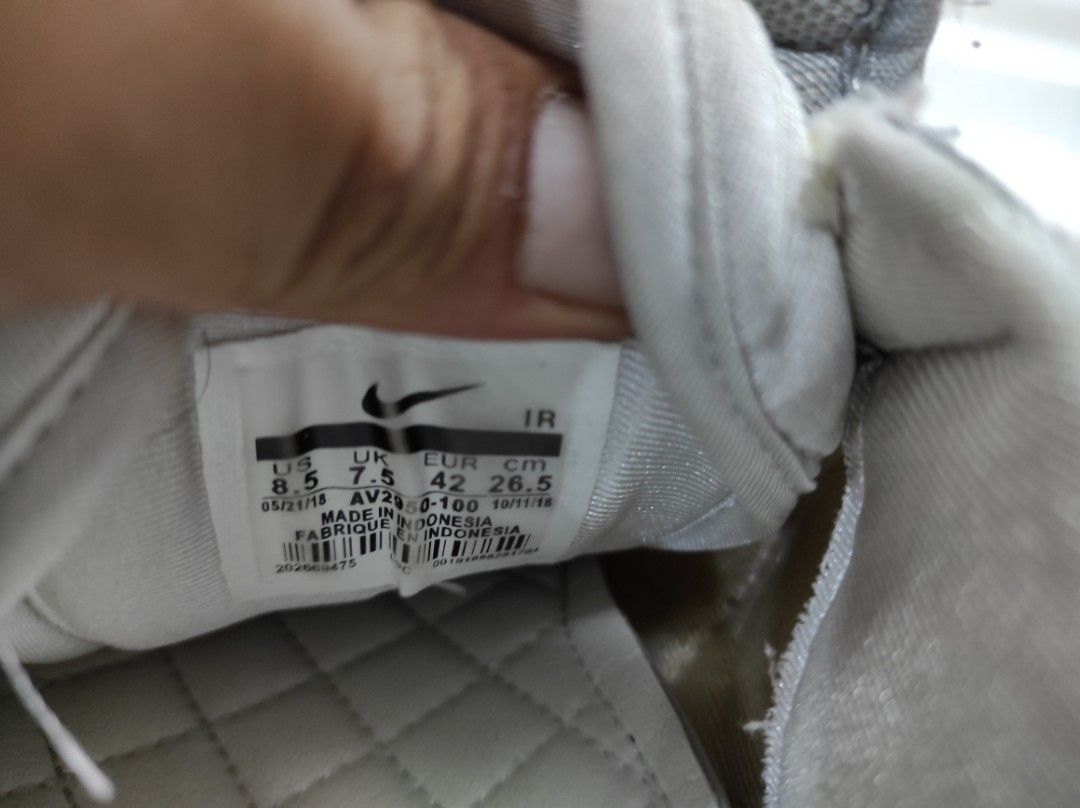 IR
US UK EUR cm
8.5 7.5 42 26.5
05/21/18 10/11/18
MADE IN INDONESIA
FABRIQUE EN INDONESIA
202669475